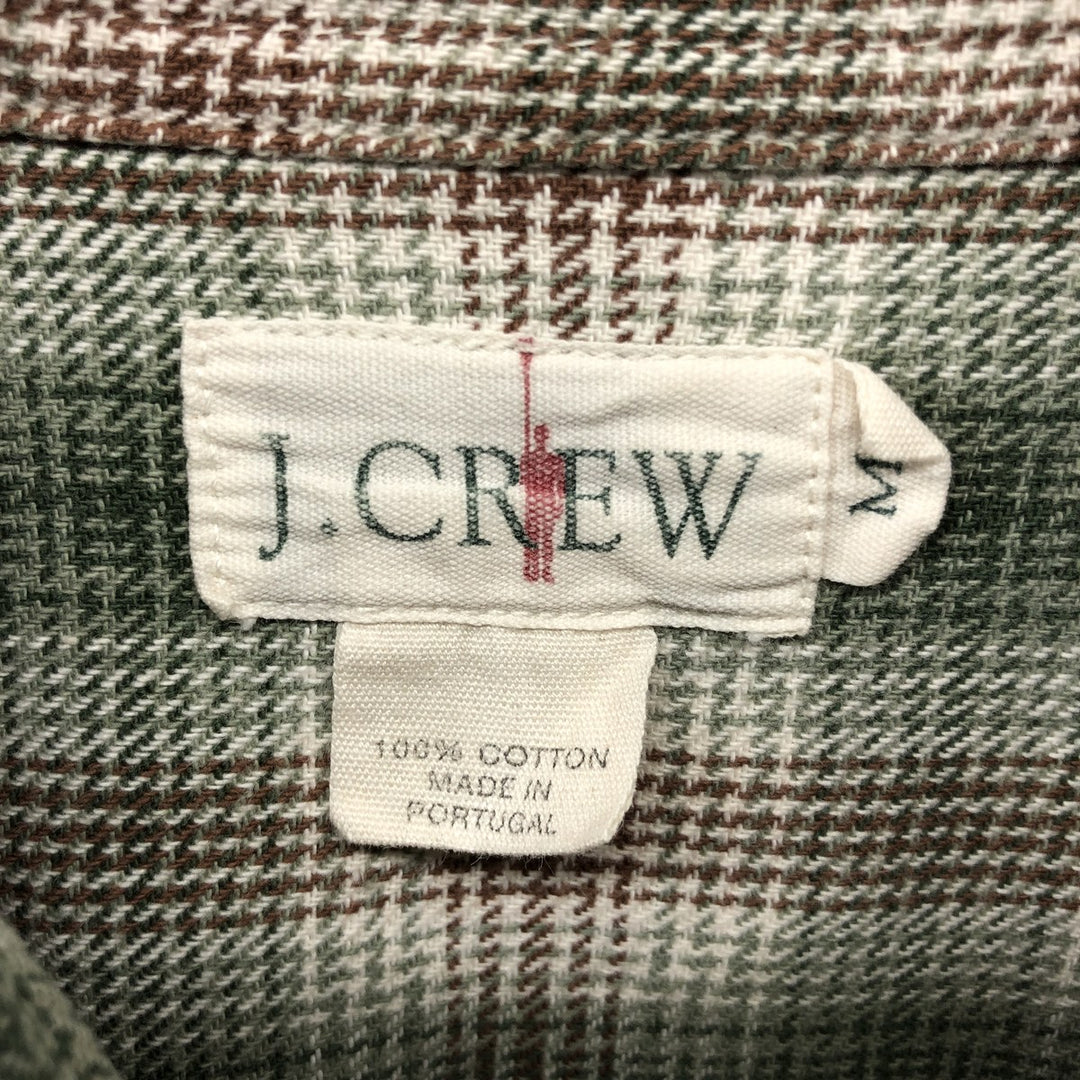 J.CREW
M
100% COTTON
MADE IN
PORTUGAL